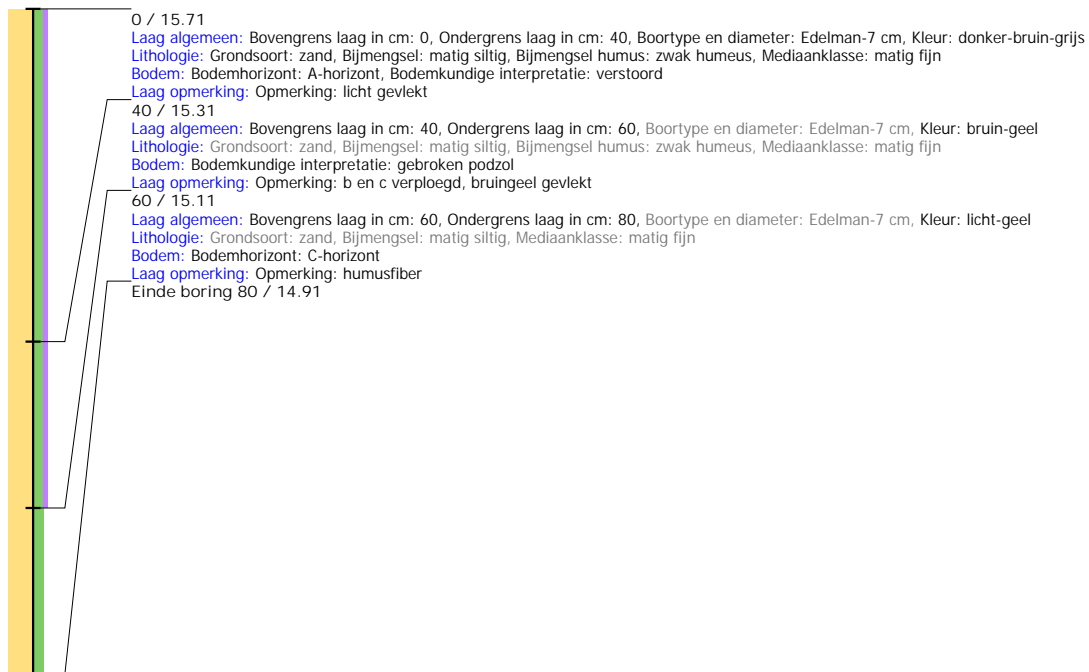 0 / 15.71
Laag algemeen: Bovengrens laag in cm: 0, Ondergrens laag in cm: 40, Boortype en diameter: Edelman-7 cm, Kleur: donker-bruin-grijs
Lithologie: Grondsoort: zand, Bijmengsel: matig siltig, Bijmengsel humus: zwak humeus, Mediaanklasse: matig fijn
Bodem: Bodemhorizont: A-horizont, Bodemkundige interpretatie: verstoord
Laag opmerking: Opmerking: licht gevlekt
40 / 15.31
Laag algemeen: Bovengrens laag in cm: 40, Ondergrens laag in cm: 60, Boortype en diameter: Edelman-7 cm, Kleur: bruin-geel
Lithologie: Grondsoort: zand, Bijmengsel: matig siltig, Bijmengsel humus: zwak humeus, Mediaanklasse: matig fijn
Bodem: Bodemkundige interpretatie: gebroken podzol
Laag opmerking: Opmerking: b en c verploegd, bruingeel gevlekt
60 / 15.11
Laag algemeen: Bovengrens laag in cm: 60, Ondergrens laag in cm: 80, Boortype en diameter: Edelman-7 cm, Kleur: licht-geel
Lithologie: Grondsoort: zand, Bijmengsel: matig siltig, Mediaanklasse: matig fijn
Bodem: Bodemhorizont: C-horizont
Laag opmerking: Opmerking: humusfiber
Einde boring 80 / 14.91